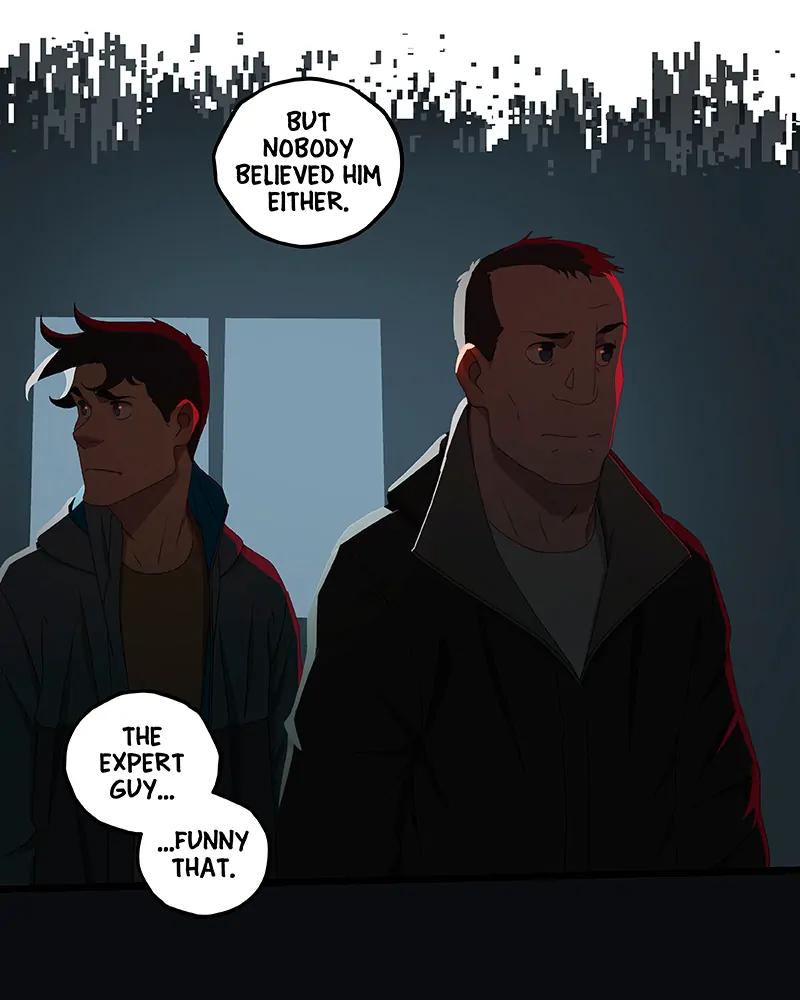 BUT
NOBODY
BELIEVED HIM
EITHER.
THE
EXPERT
GUY...
...FUNNY
THAT.